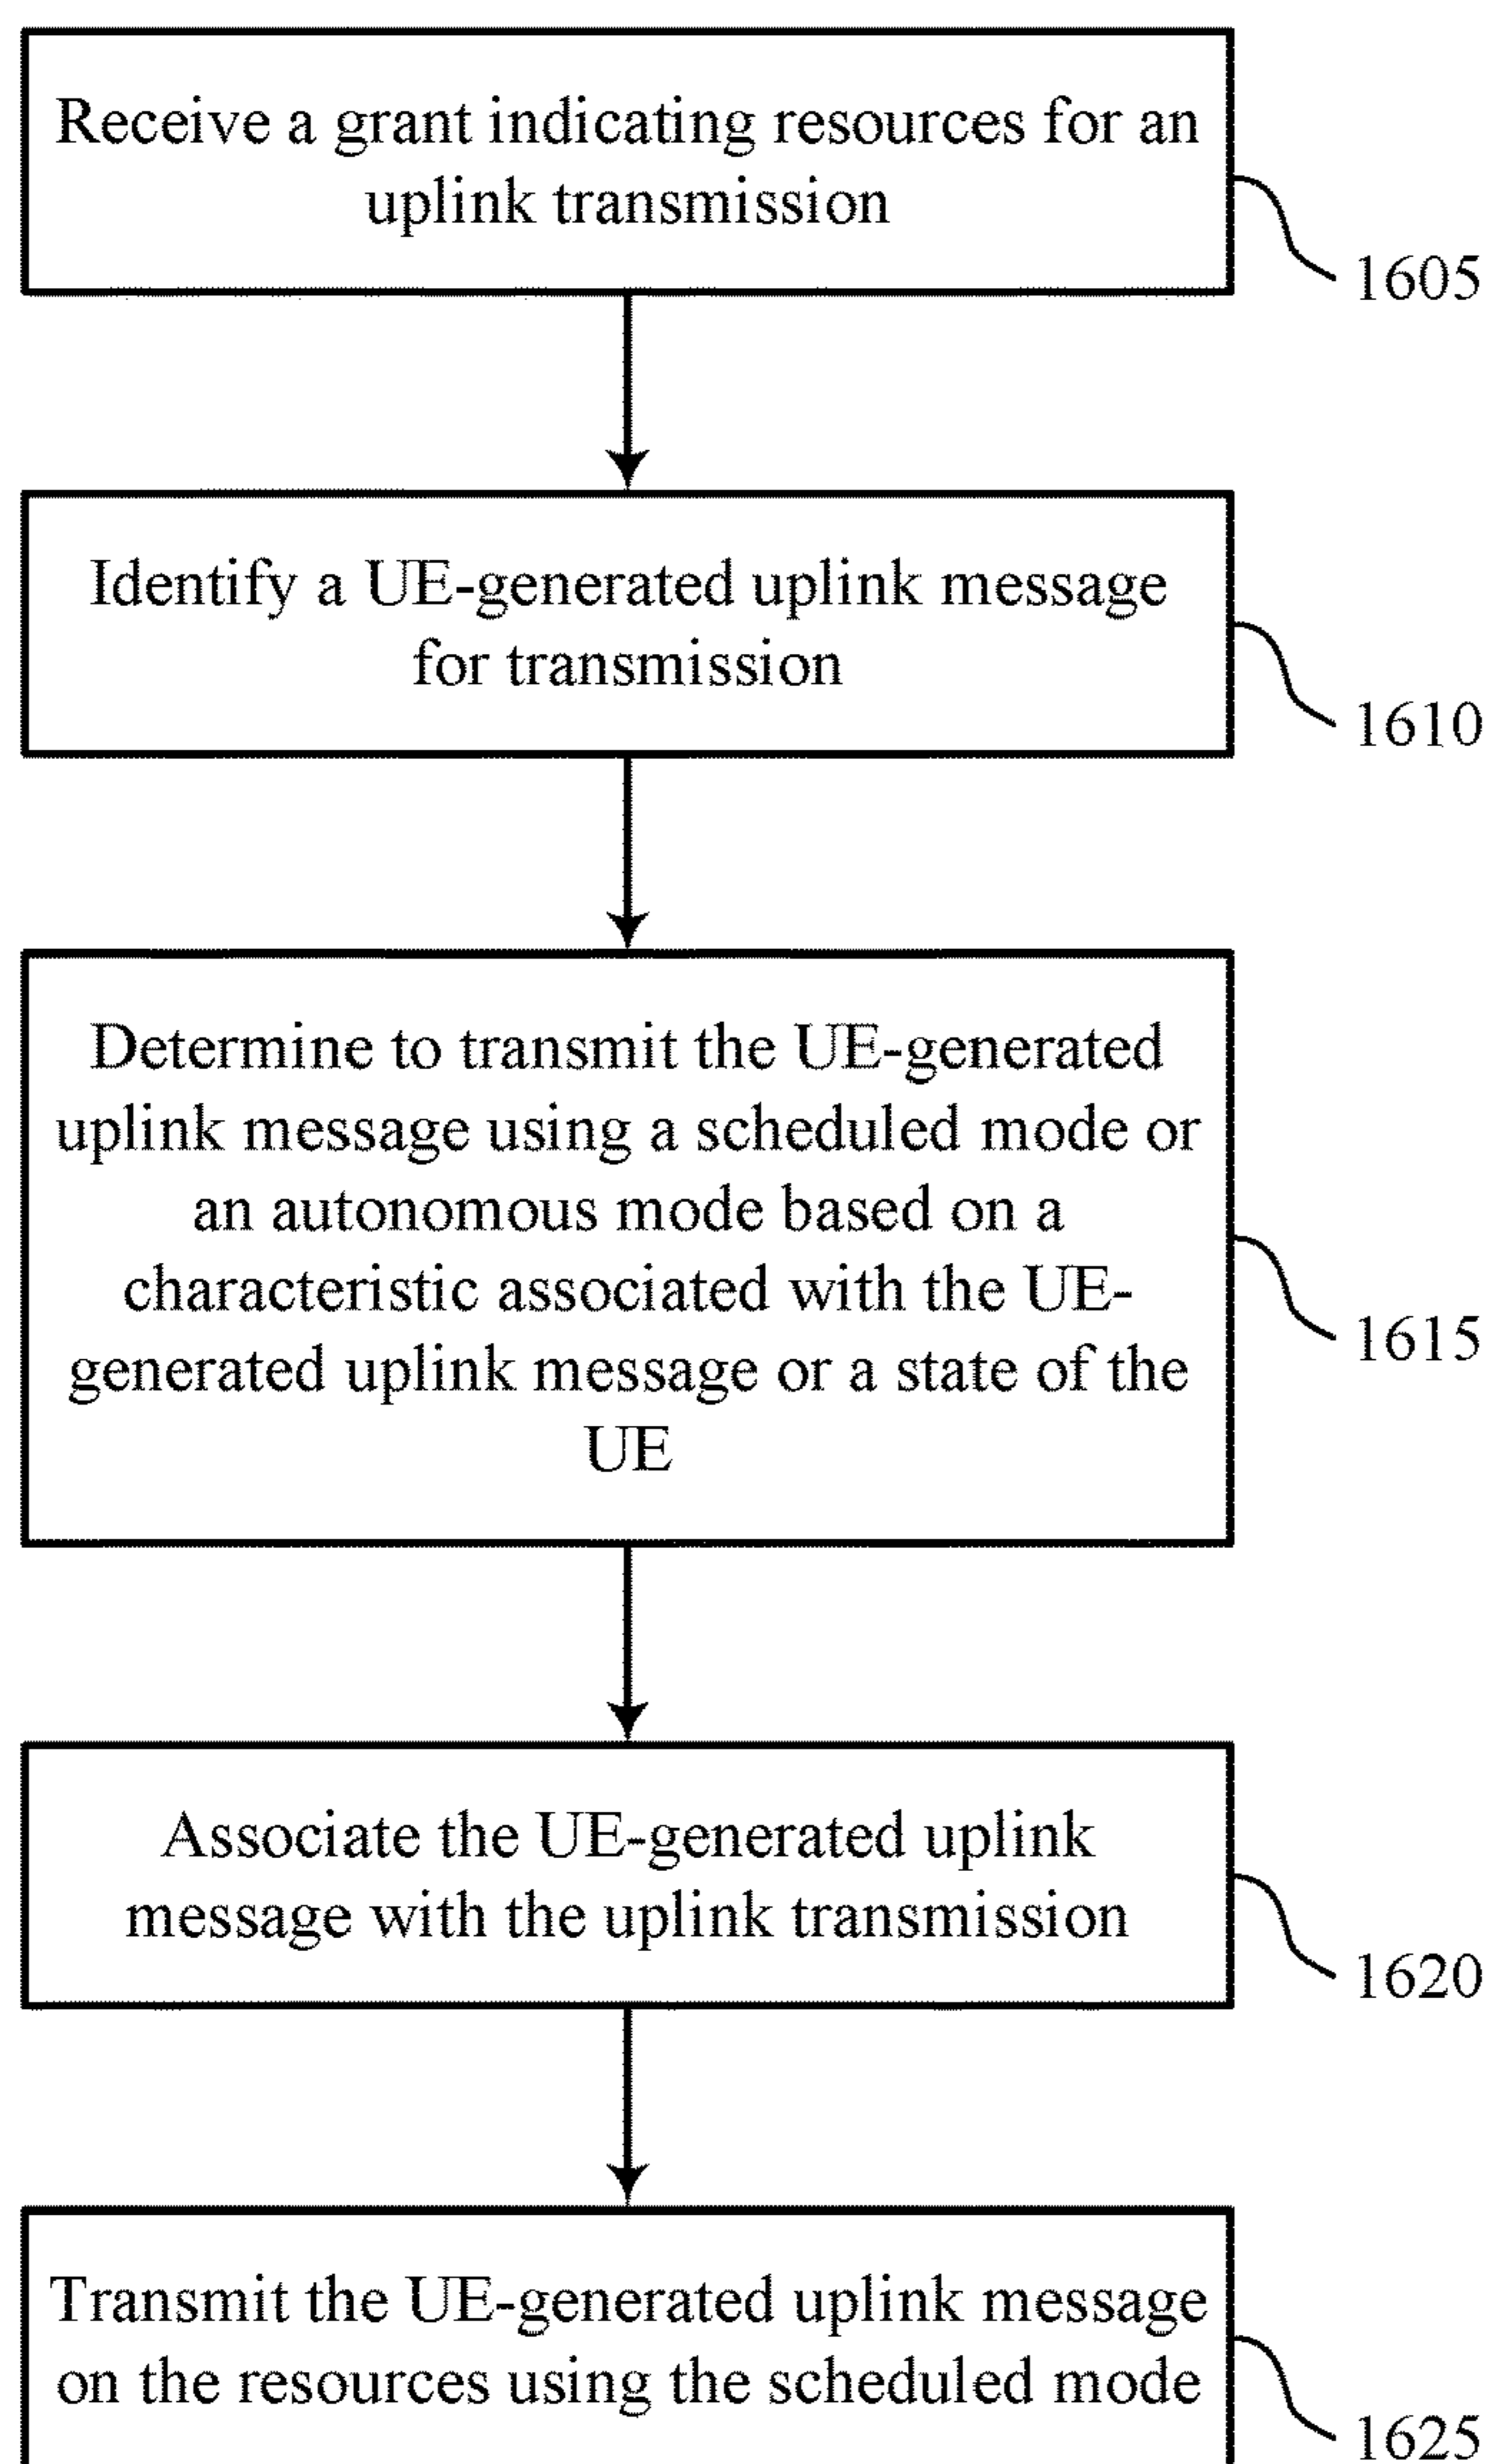 Receive a grant indicating resources for an
uplink transmission
1605
Identify a UE-generated uplink message
for transmission
1610
Determine to transmit the UE-generated
uplink message using a scheduled mode or
an autonomous mode based on a
characteristic associated with the UE-
generated uplink message or a state of the
UE
1615
Associate the UE-generated uplink
message with the uplink transmission
1620
Transmit the UE-generated uplink message
on the resources using the scheduled mode
1625